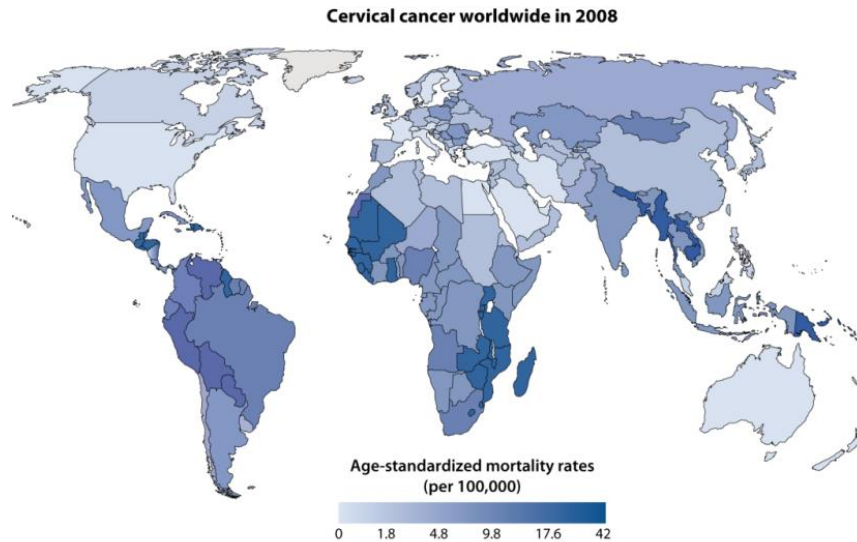 Cervical cancer worldwide in 2008
Age-standardized mortality rates
(per 100,000)
0 1.8 4.8 9.8 17.6 42